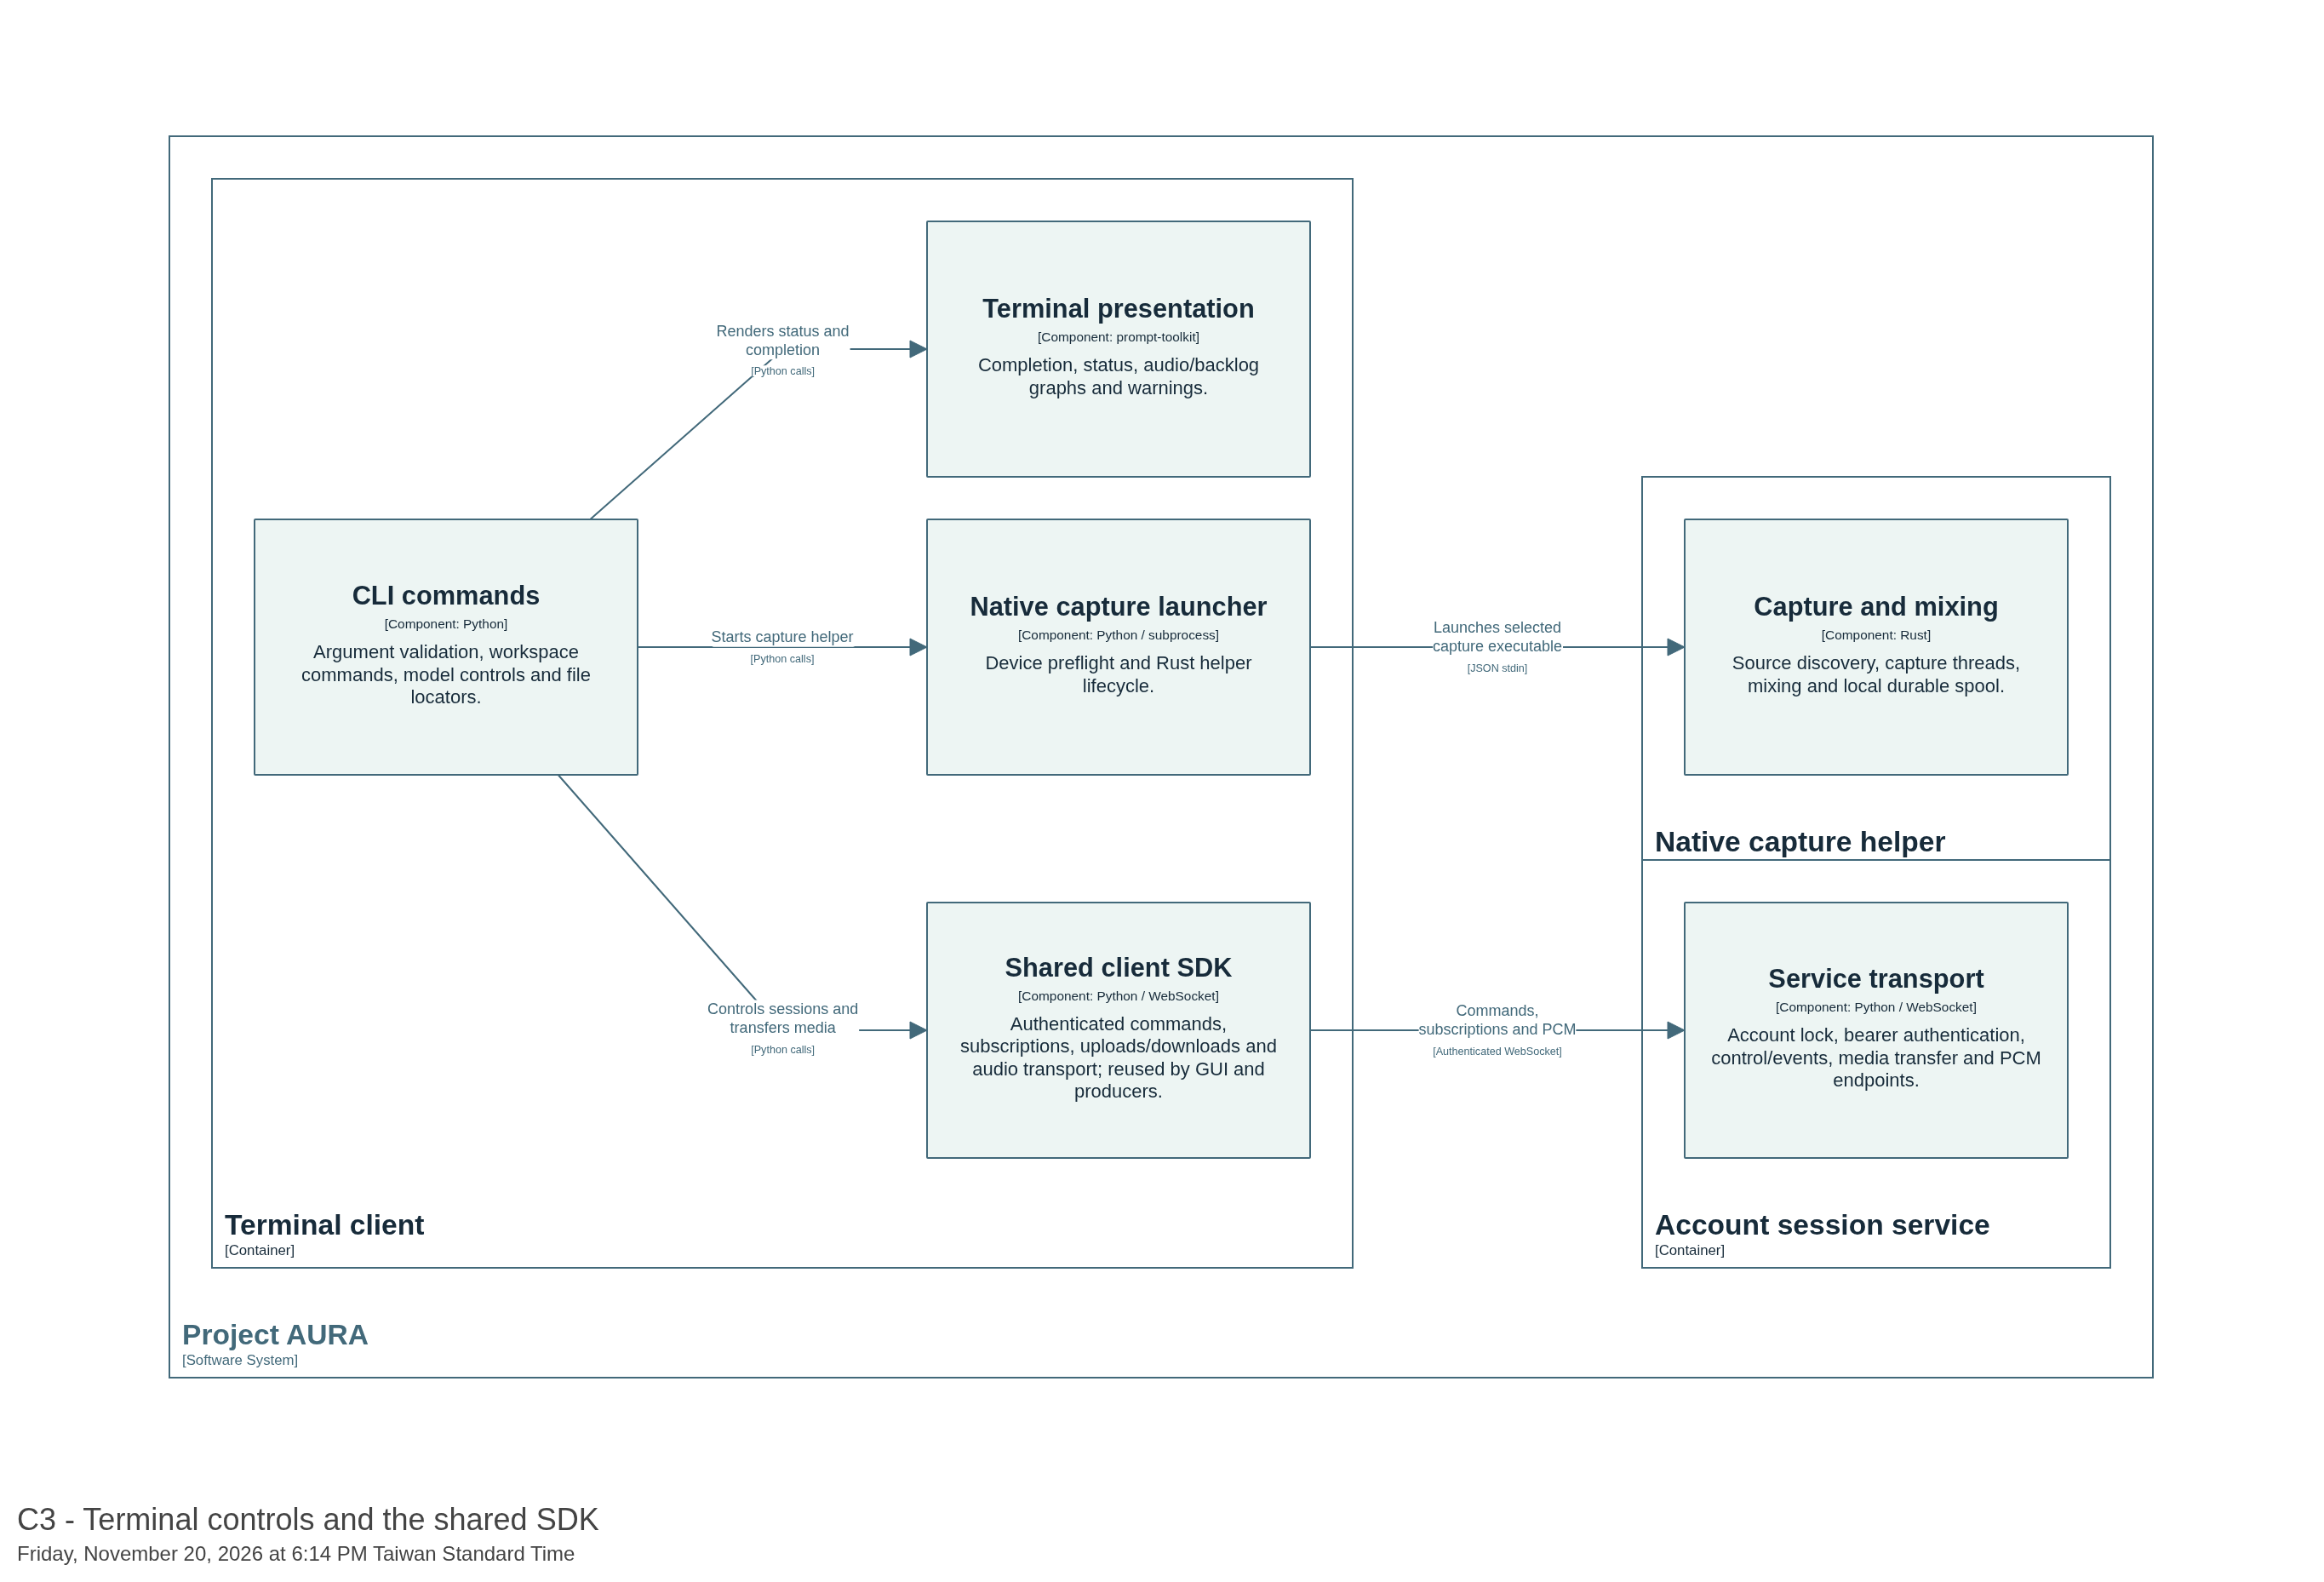 Terminal presentation
[Component: prompt-toolkit]
Completion, status, audio/backlog
graphs and warnings.
Renders status and
completion
[Python calls]
CLI commands
[Component: Python]
Argument validation, workspace
commands, model controls and file
locators.
Starts capture helper
[Python calls]
Native capture launcher
[Component: Python / subprocess]
Device preflight and Rust helper
lifecycle.
Launches selected
capture executable
[JSON stdin]
Capture and mixing
[Component: Rust]
Source discovery, capture threads,
mixing and local durable spool.
Native capture helper
Controls sessions and
transfers media
[Python calls]
Shared client SDK
[Component: Python / WebSocket]
Authenticated commands,
subscriptions, uploads/downloads and
audio transport; reused by GUI and
producers.
Commands,
subscriptions and PCM
[Authenticated WebSocket]
Service transport
[Component: Python / WebSocket]
Account lock, bearer authentication,
control/events, media transfer and PCM
endpoints.
Terminal client
[Container]
Account session service
[Container]
Project AURA
[Software System]
C3 - Terminal controls and the shared SDK
Friday, November 20, 2026 at 6:14 PM Taiwan Standard Time